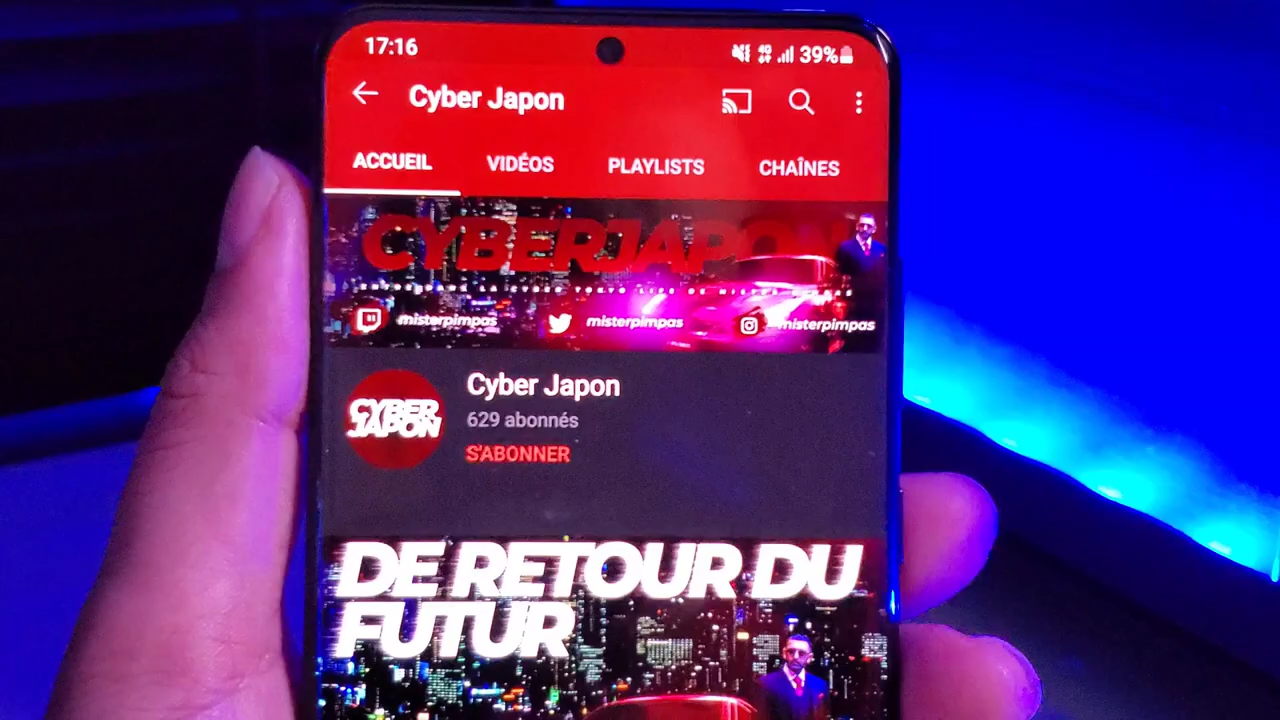 17:16
4G
39%
Cyber Japon
ACCUEIL
VIDÉOS
PLAYLISTS
CHAÎNES
CYBERJAPON
misterpimpas
misterpimpas
misterpimpas
CYBER
JAPON
Cyber Japon
629 abonnés
S'ABONNER
DE RETOUR DU
FUTUR